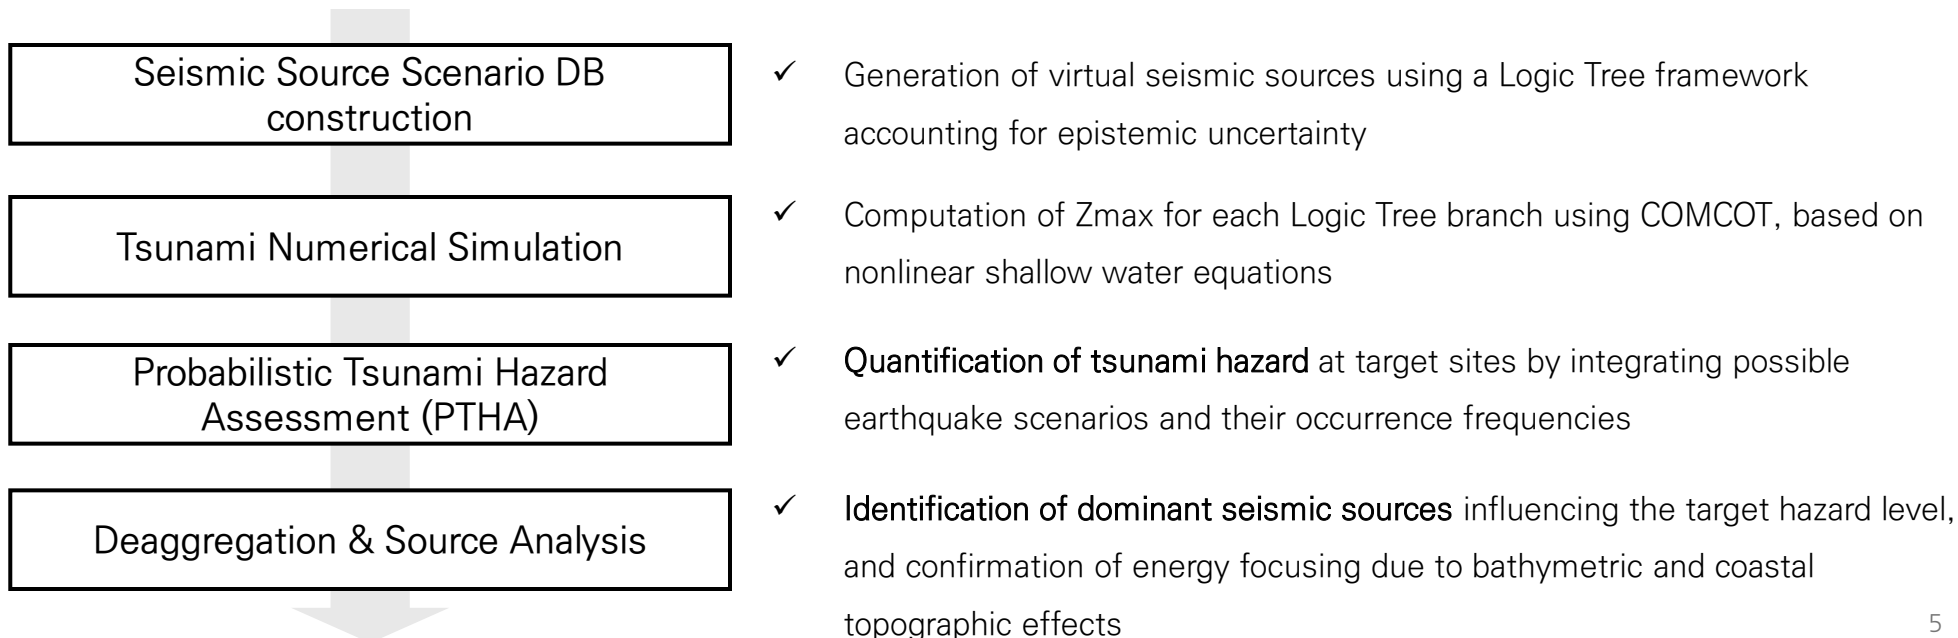 Seismic Source Scenario DB
construction
✓ Generation of virtual seismic sources using a Logic Tree framework
accounting for epistemic uncertainty
Tsunami Numerical Simulation
✓ Computation of Zmax for each Logic Tree branch using COMCOT, based on
nonlinear shallow water equations
Probabilistic Tsunami Hazard
Assessment (PTHA)
✓ Quantification of tsunami hazard at target sites by integrating possible
earthquake scenarios and their occurrence frequencies
Deaggregation & Source Analysis
✓ Identification of dominant seismic sources influencing the target hazard level,
and confirmation of energy focusing due to bathymetric and coastal
topographic effects
5